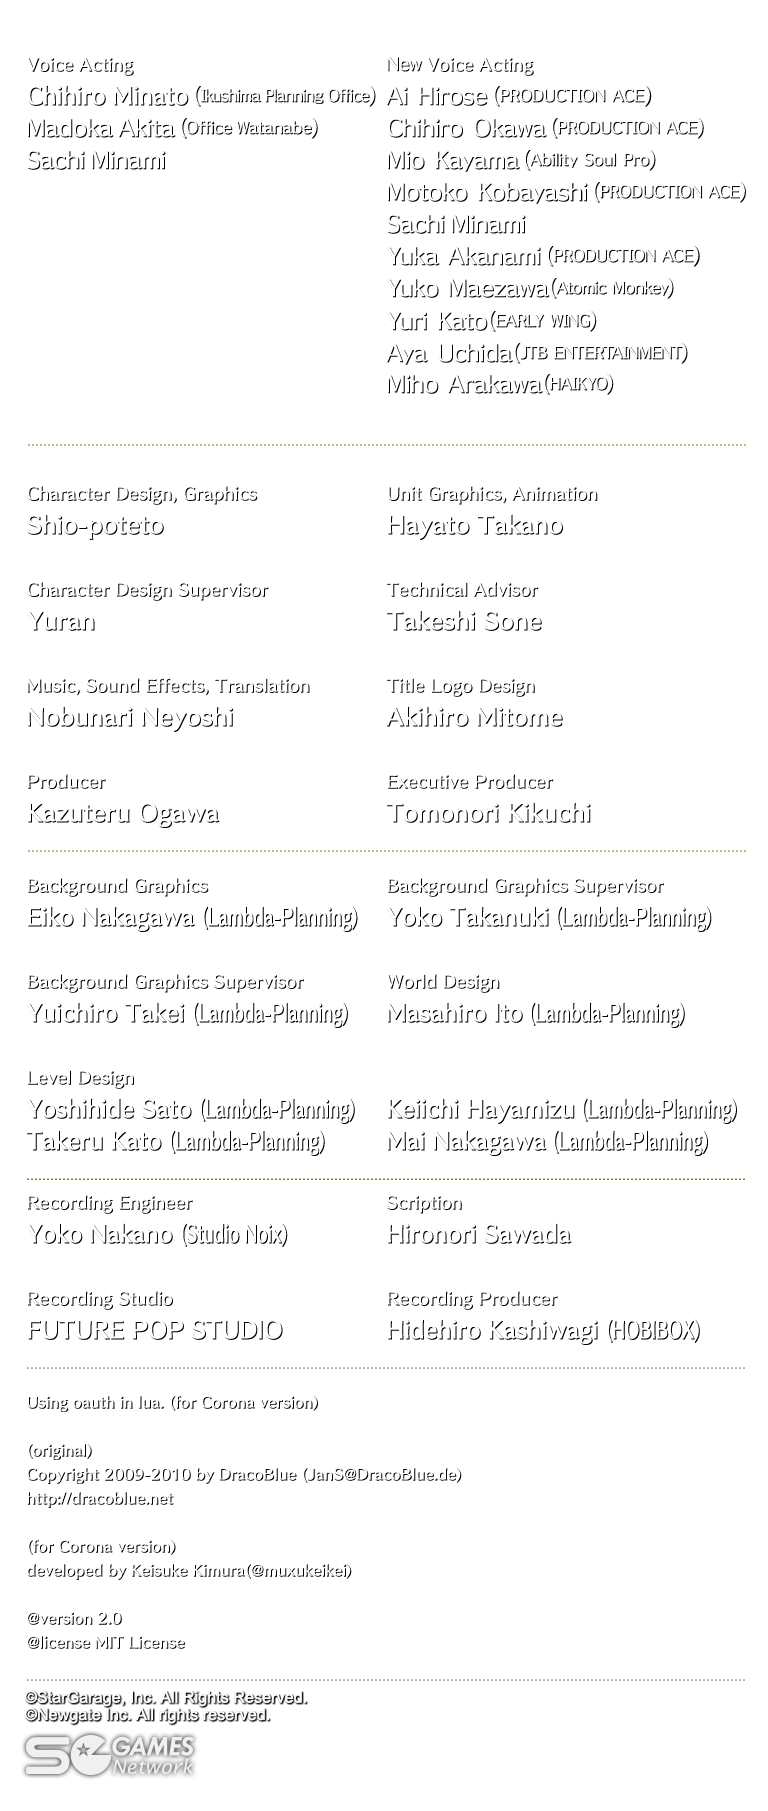 Voice Acting
Chihiro Minato (Ikushima Planning Office)
Madoka Akita (Office Watanabe)
Sachi Minami
New Voice Acting
Ai Hirose (PRODUCTION ACE)
Chihiro Okawa (PRODUCTION ACE)
Mio Kayama (Ability Soul Pro)
Motoko Kobayashi (PRODUCTION ACE)
Sachi Minami
Yuka Akanami (PRODUCTION ACE)
Yuko Maezawa(Atomic Monkey)
Yuri Kato(EARLY WING)
Aya Uchida(JTB ENTERTAINMENT)
Miho Arakawa(HAIKYO)
Character Design, Graphics
Shio-poteto
Unit Graphics, Animation
Hayato Takano
Character Design Supervisor
Yuran
Technical Advisor
Takeshi Sone
Music, Sound Effects, Translation
Nobunari Neyoshi
Title Logo Design
Akihiro Mitome
Producer
Kazuteru Ogawa
Executive Producer
Tomonori Kikuchi
Background Graphics
Eiko Nakagawa (Lambda-Planning)
Background Graphics Supervisor
Yoko Takanuki (Lambda-Planning)
Background Graphics Supervisor
Yuichiro Takei (Lambda-Planning)
World Design
Masahiro Ito (Lambda-Planning)
Level Design
Yoshihide Sato (Lambda-Planning)
Keiichi Hayamizu (Lambda-Planning)
Takeru Kato (Lambda-Planning)
Mai Nakagawa (Lambda-Planning)
Recording Engineer
Yoko Nakano (Studio Noix)
Scription
Hironori Sawada
Recording Studio
FUTURE POP STUDIO
Recording Producer
Hidehiro Kashiwagi (HOBIBOX)
Using oauth in lua. (for Corona version)
(original)
Copyright 2009-2010 by DracoBlue (JanS@DracoBlue.de)
http://dracoblue.net
(for Corona version)
developed by Keisuke Kimura(@muxukeikei)
@version 2.0
@license MIT License
©StarGarage, Inc. All Rights Reserved.
©Newgate Inc. All rights reserved.
SG GAMES
Network